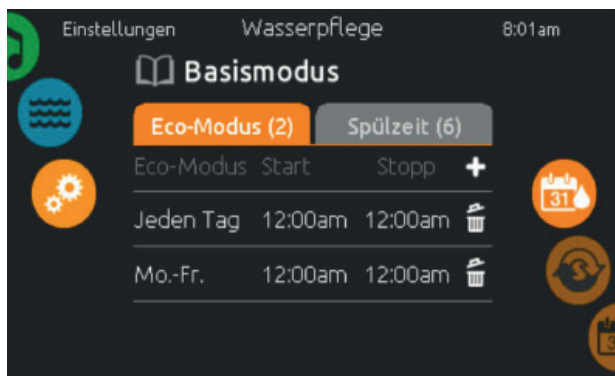 Einstellungen Wasserpflege 8:01am
Basismodus
Eco-Modus (2) Spülzeit (6)
Eco-Modus Start Stopp +
Jeden Tag 12:00am 12:00am
Mo.-Fr. 12:00am 12:00am
31
S
3